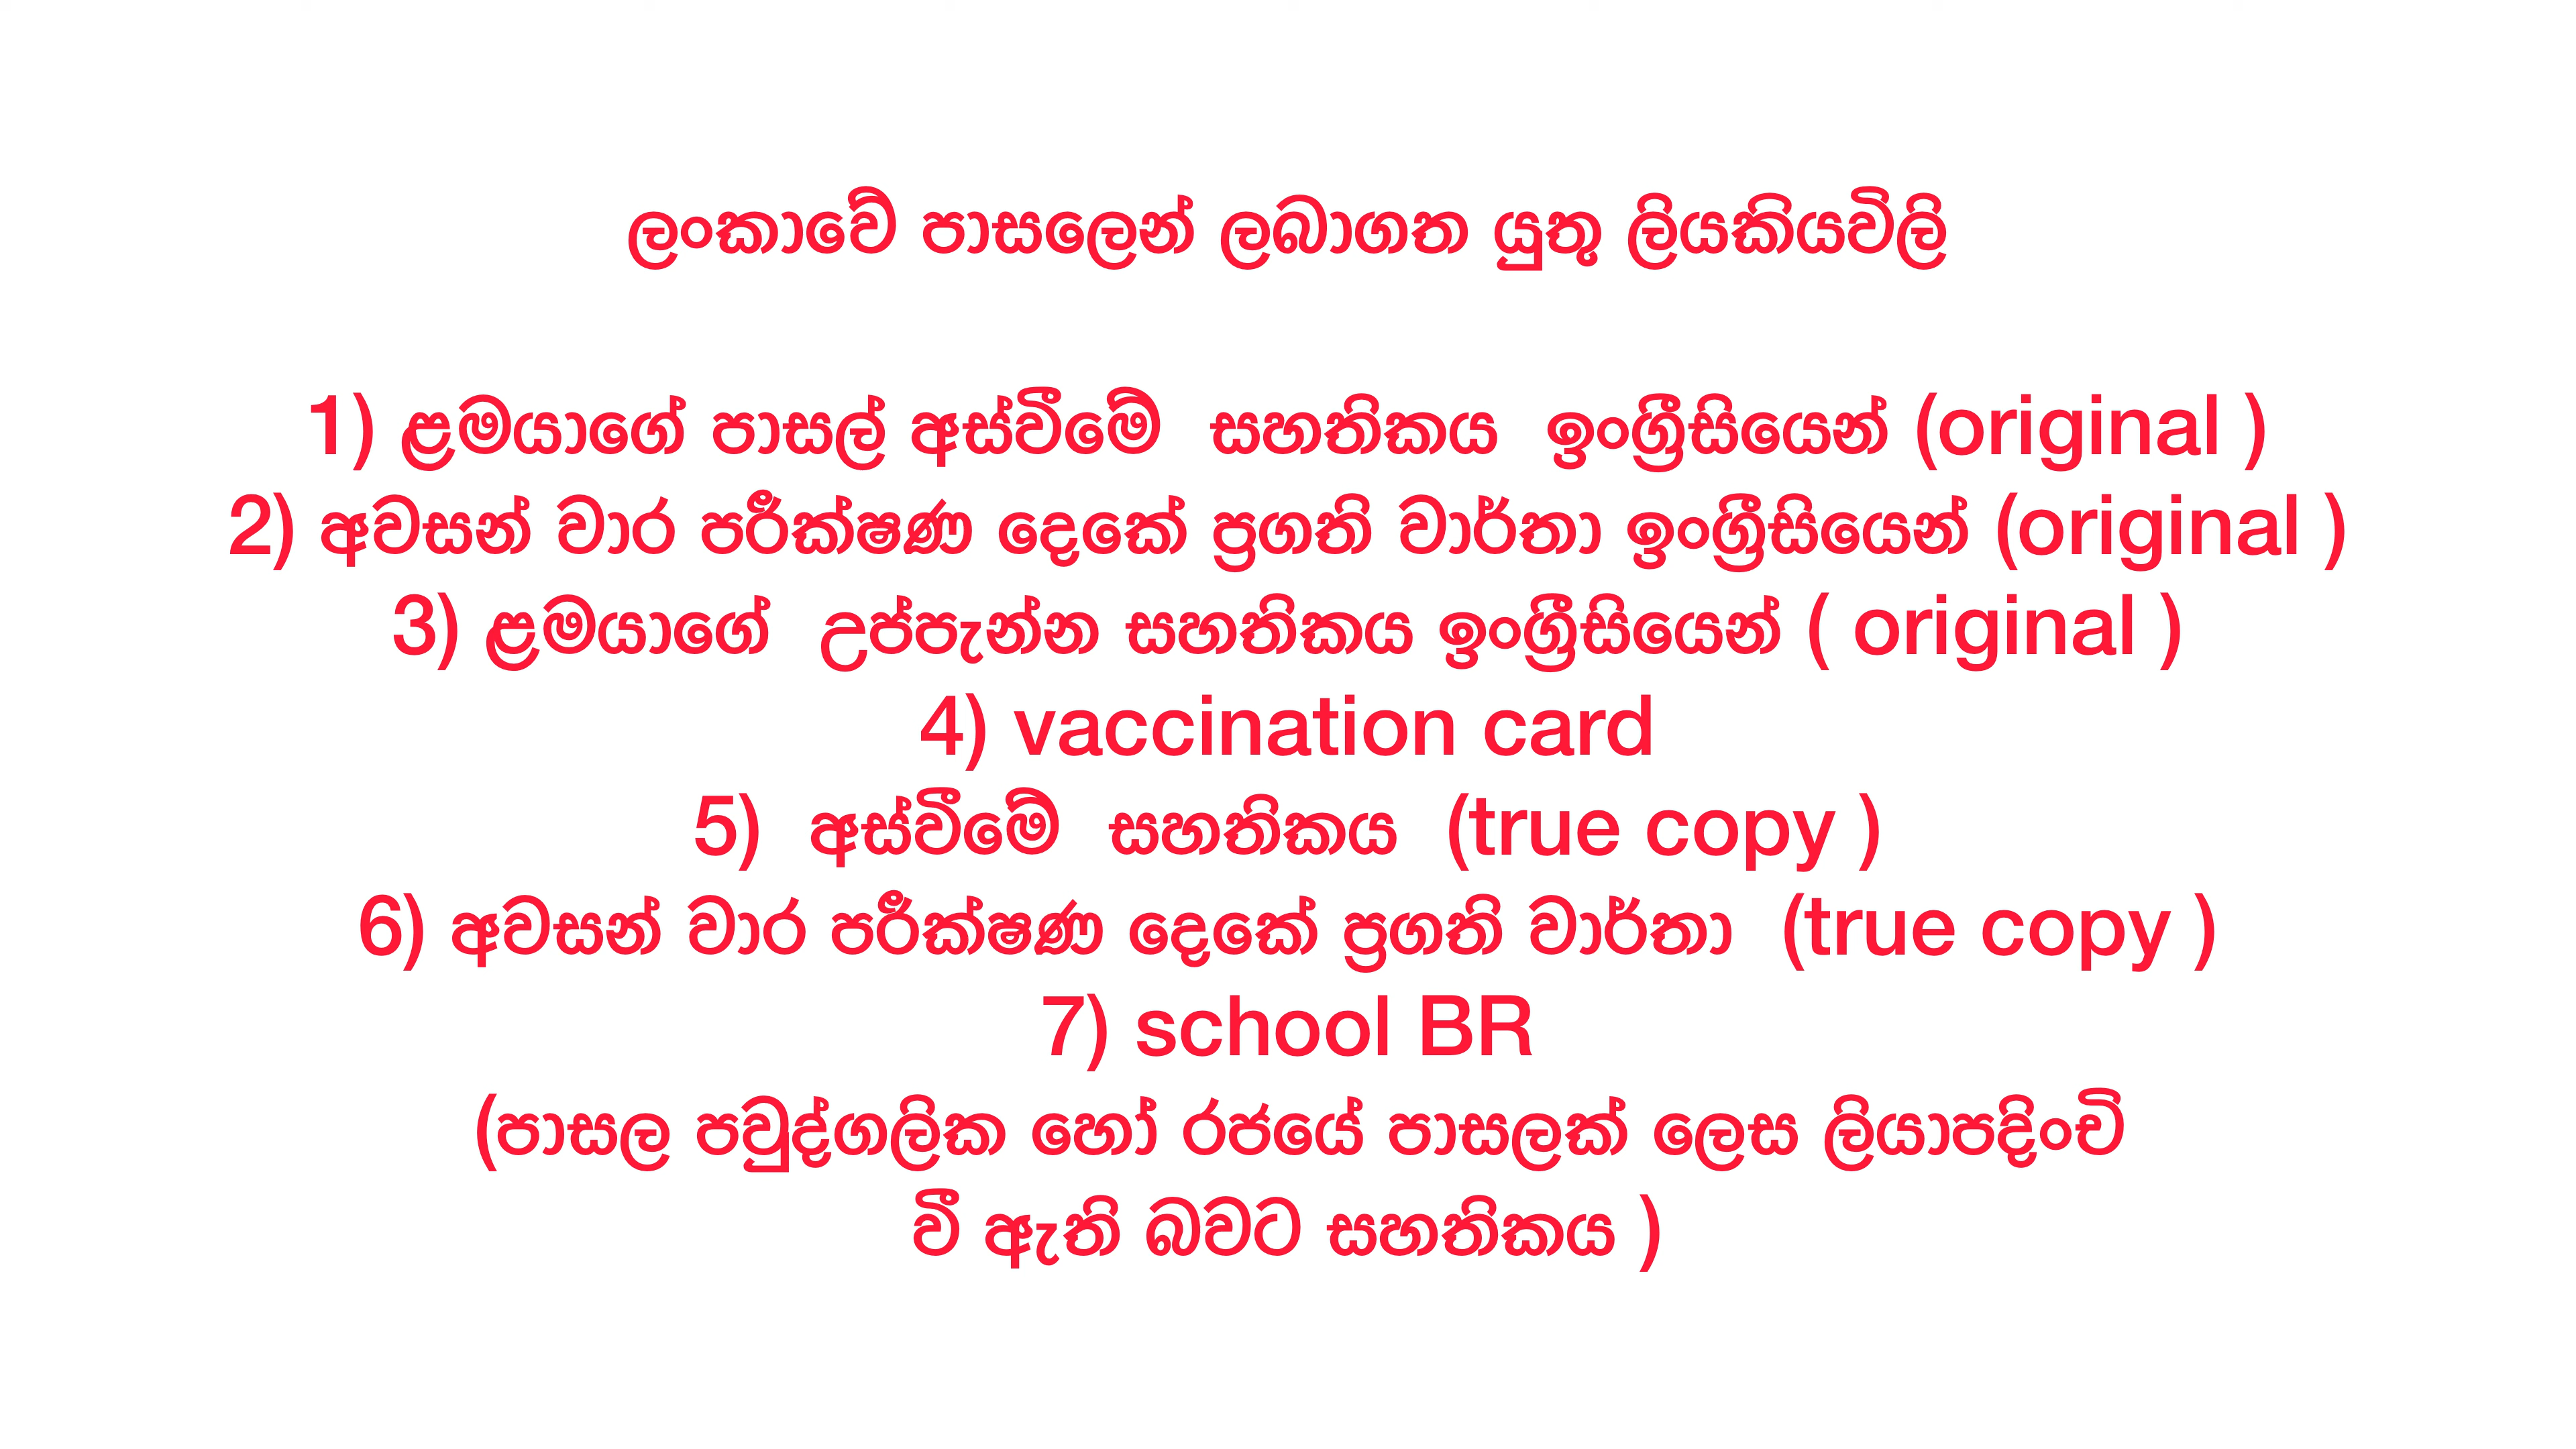 ලංකාවේ පාසලෙන් ලබාගත යුතු ලියකියවිලි
1) ළමයාගේ පාසල් අස්වීමේ සහතිකය ඉංග්‍රීසියෙන් (original )
2) අවසන් වාර පරීක්ෂණ දෙකේ ප්‍රගති වාර්තා ඉංග්‍රීසියෙන් (original )
3) ළමයාගේ උප්පැන්න සහතිකය ඉංග්‍රීසියෙන් ( original )
4) vaccination card
5) අස්වීමේ සහතිකය (true copy )
6) අවසන් වාර පරීක්ෂණ දෙකේ ප්‍රගති වාර්තා (true copy )
7) school BR
(පාසල පවුද්ගලික හෝ රජයේ පාසලක් ලෙස ලියාපදිංචි
වී ඇති බවට සහතිකය )